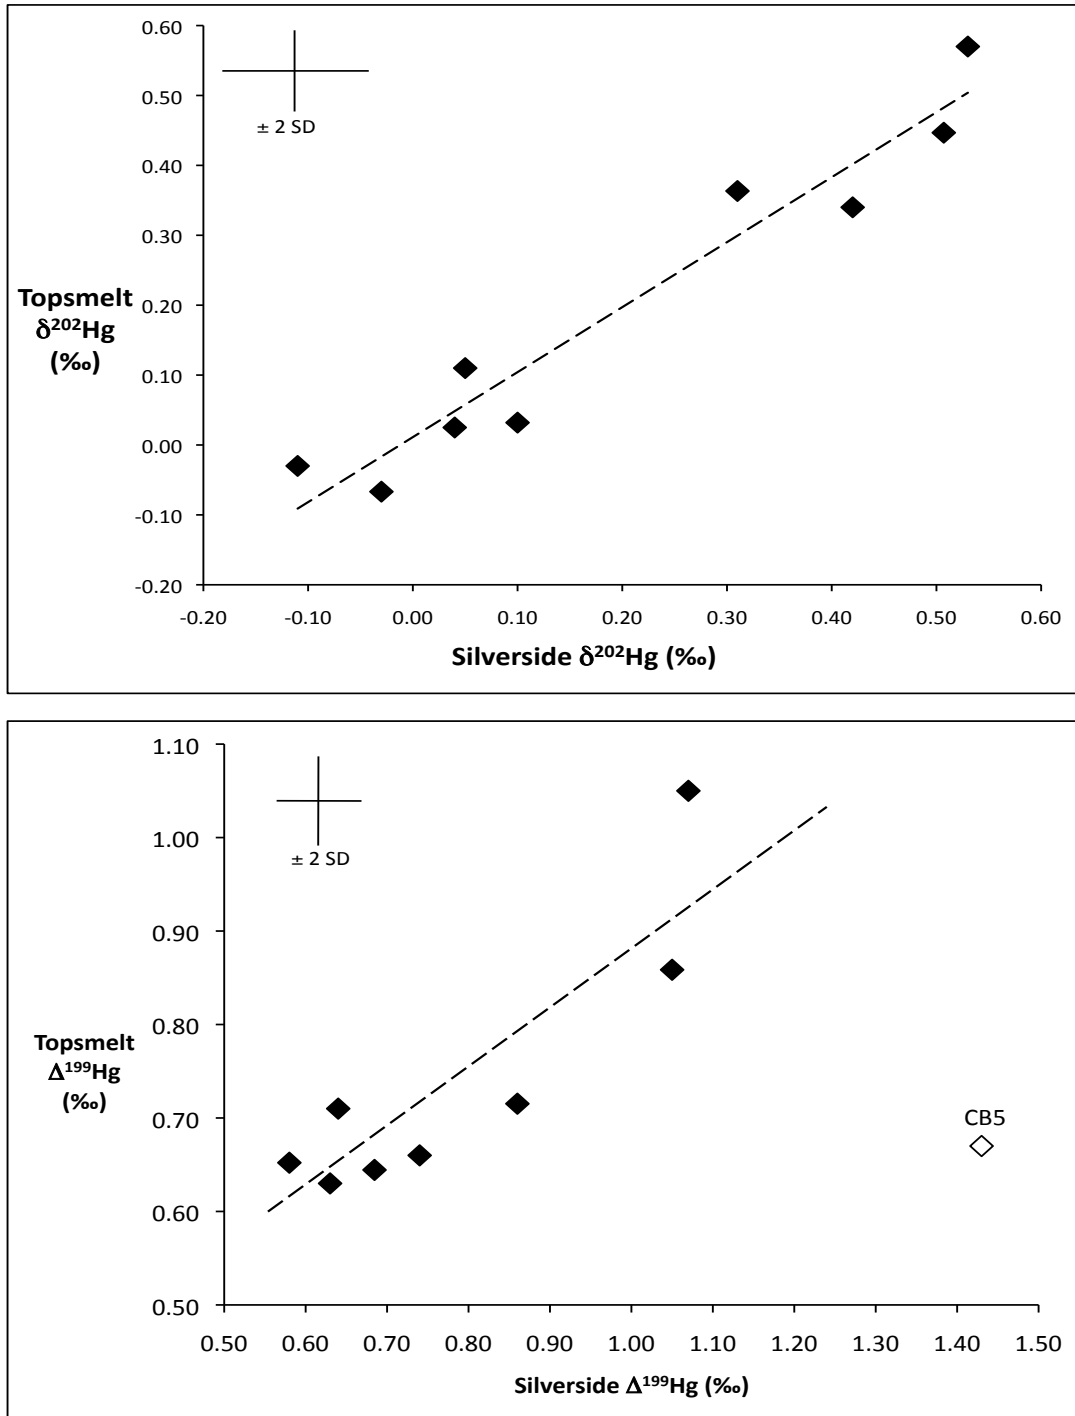 0.60
0.50
0.40
0.30
0.20
0.10
0.00
-0.10
-0.20
Topsmelt
δ²⁰²Hg
(‰)
± 2 SD
-0.20 -0.10 0.00 0.10 0.20 0.30 0.40 0.50 0.60
Silverside δ²⁰²Hg (‰)
1.10
1.00
0.90
0.80
0.70
0.60
0.50
Topsmelt
Δ¹⁹⁹Hg
(‰)
± 2 SD
CB5
0.50 0.60 0.70 0.80 0.90 1.00 1.10 1.20 1.30 1.40 1.50
Silverside Δ¹⁹⁹Hg (‰)